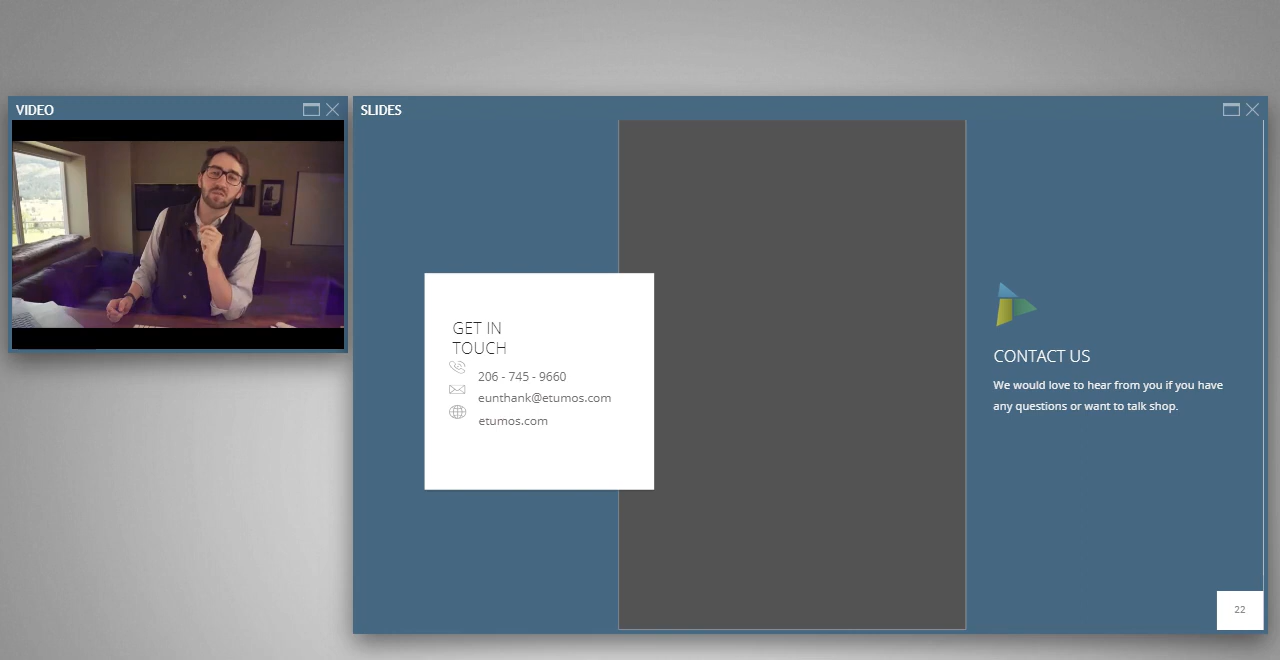 VIDEO
SLIDES
GET IN
TOUCH
206 - 745 - 9660
eunthank@etumos.com
etumos.com
CONTACT US
We would love to hear from you if you have
any questions or want to talk shop.
22